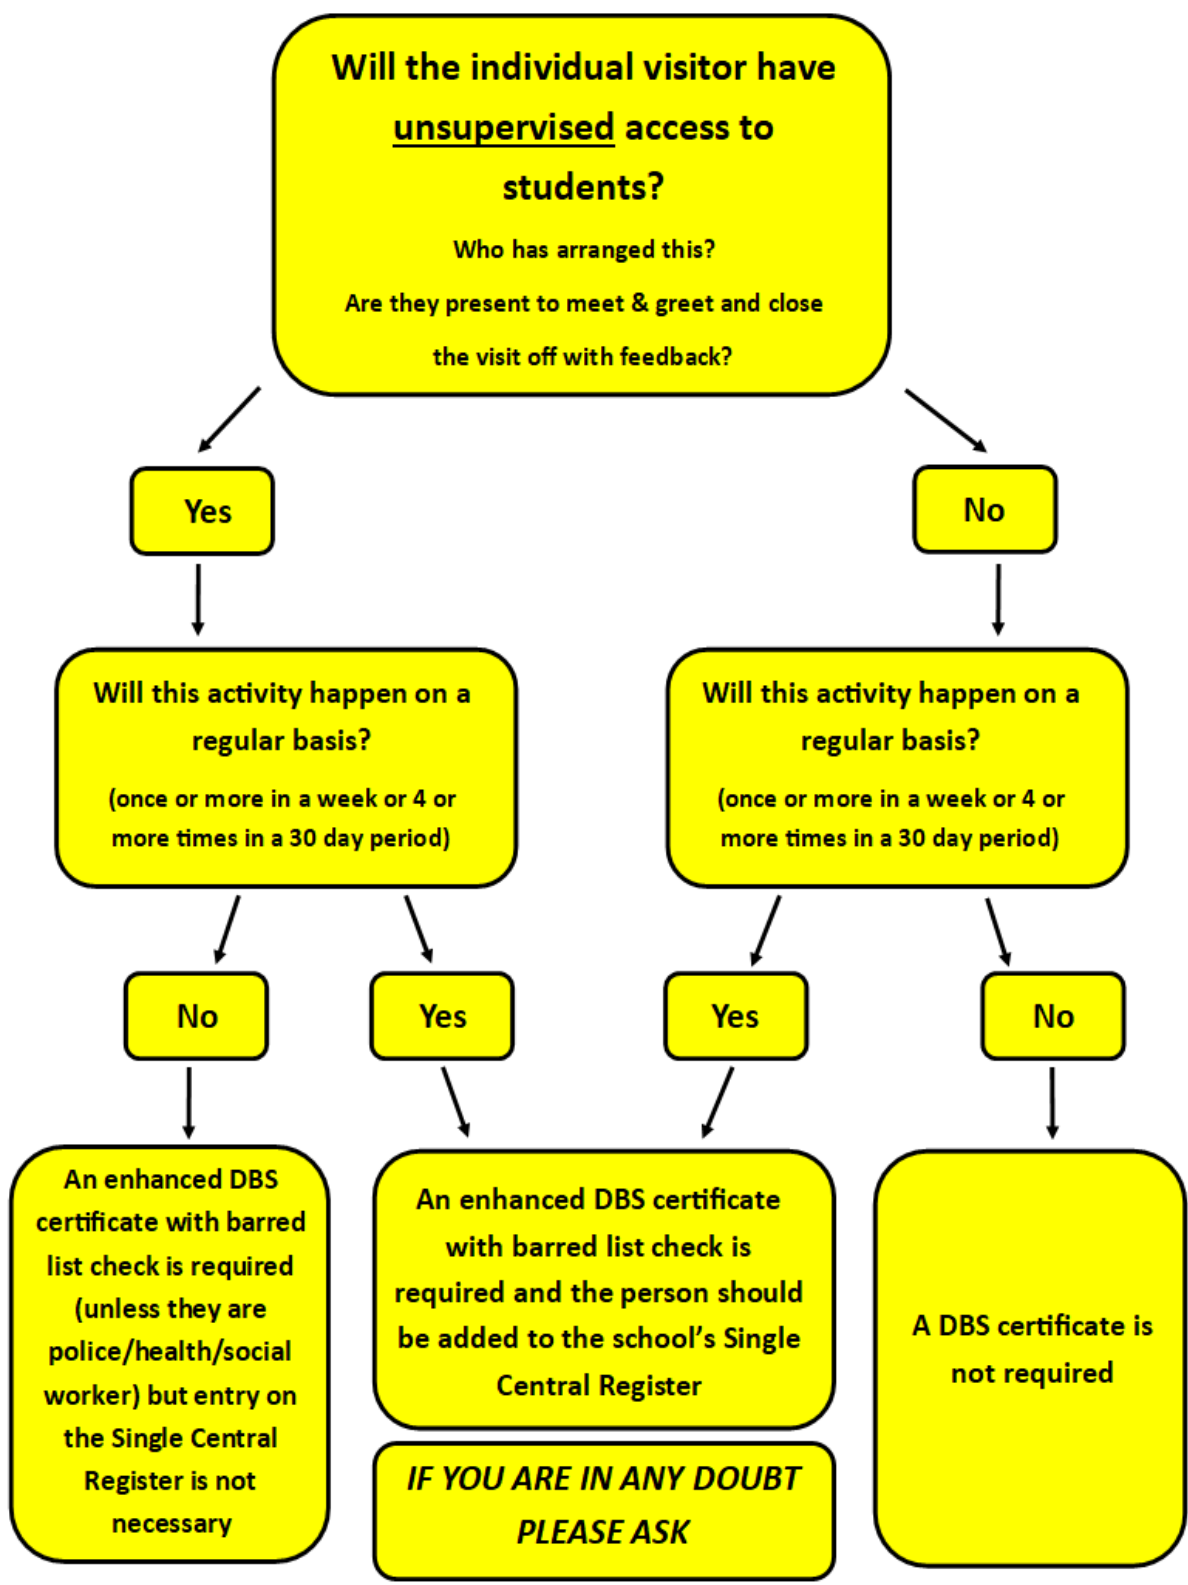 Will the individual visitor have
unsupervised access to
students?
Who has arranged this?
Are they present to meet & greet and close
the visit off with feedback?
Yes
No
Will this activity happen on a
regular basis?
(once or more in a week or 4 or
more times in a 30 day period)
Will this activity happen on a
regular basis?
(once or more in a week or 4 or
more times in a 30 day period)
No
Yes
Yes
No
An enhanced DBS
certificate with barred
list check is required
(unless they are
police/health/social
worker) but entry on
the Single Central
Register is not
necessary
An enhanced DBS certificate
with barred list check is
required and the person should
be added to the school’s Single
Central Register
A DBS certificate is
not required
IF YOU ARE IN ANY DOUBT
PLEASE ASK